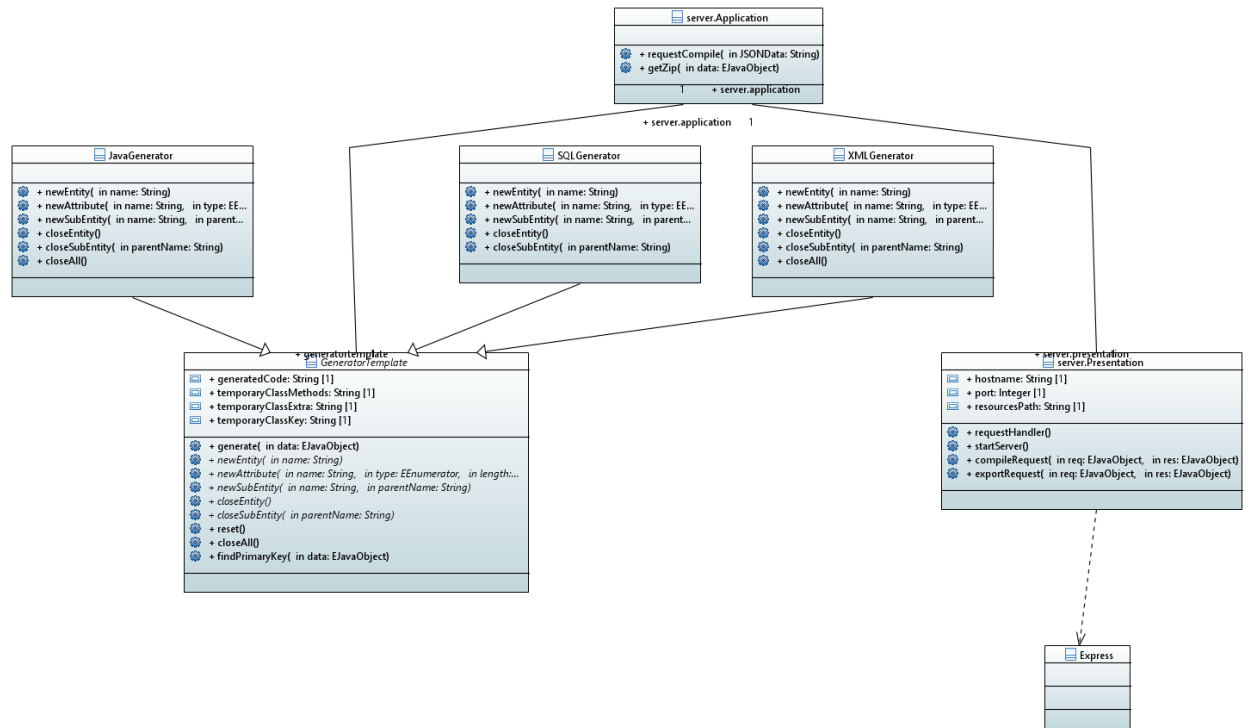 server.Application
+ requestCompile( in JSONData: String)
+ getZip( in data: EJavaObject)
1 + server.application
+ server.application 1
JavaGenerator
+ newEntity( in name: String)
+ newAttribute( in name: String, in type: EE...
+ newSubEntity( in name: String, in parent...
+ closeEntity()
+ closeSubEntity( in parentName: String)
+ closeAll()
SQLGenerator
+ newEntity( in name: String)
+ newAttribute( in name: String, in type: EE...
+ newSubEntity( in name: String, in parent...
+ closeEntity()
+ closeSubEntity( in parentName: String)
XMLGenerator
+ newEntity( in name: String)
+ newAttribute( in name: String, in type: EE...
+ newSubEntity( in name: String, in parent...
+ closeEntity()
+ closeSubEntity( in parentName: String)
+ closeAll()
+ generatortemplate
GeneratorTemplate
+ generatedCode: String [1]
+ temporaryClassMethods: String [1]
+ temporaryClassExtra: String [1]
+ temporaryClassKey: String [1]
+ generate( in data: EJavaObject)
+ newEntity( in name: String)
+ newAttribute( in name: String, in type: EEnumerator, in length:...
+ newSubEntity( in name: String, in parentName: String)
+ closeEntity()
+ closeSubEntity( in parentName: String)
+ reset()
+ closeAll()
+ findPrimaryKey( in data: EJavaObject)
+ server.presentation
server.Presentation
+ hostname: String [1]
+ port: Integer [1]
+ resourcesPath: String [1]
+ requestHandler()
+ startServer()
+ compileRequest( in req: EJavaObject, in res: EJavaObject)
+ exportRequest( in req: EJavaObject, in res: EJavaObject)
Express